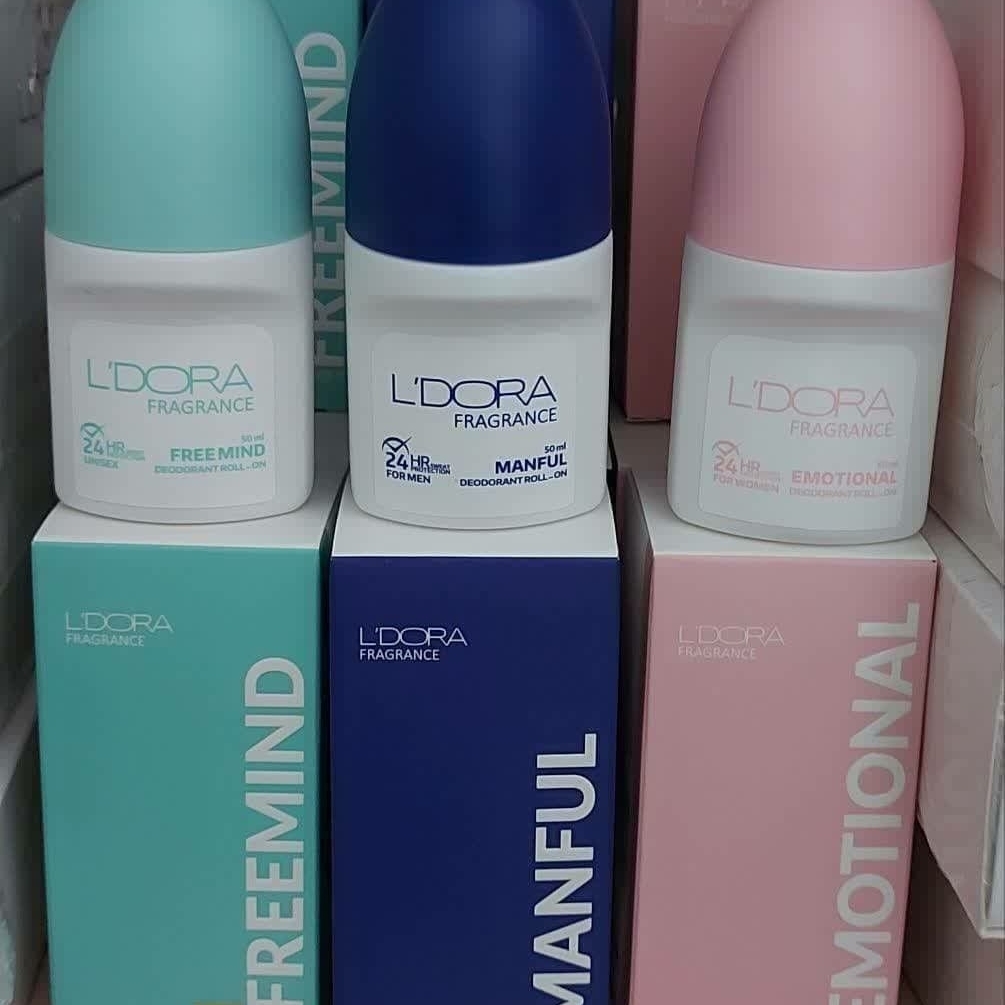 FREEMIND
L'DORA
FRAGRANCE
24 HR
UNISEX
50 ml
FREEMIND
DEODORANT ROLL-ON
L'DORA
FRAGRANCE
24 HR SWEAT
PROTECTION
FOR MEN
50 ml
MANFUL
DEODORANT ROLL-ON
L'DORA
FRAGRANCE
24 HR
FOR WOMEN
50 ml
EMOTIONAL
DEODORANT ROLL-ON
L'DORA
FRAGRANCE
FREEMIND
L'DORA
FRAGRANCE
MANFUL
L'DORA
FRAGRANCE
EMOTIONAL